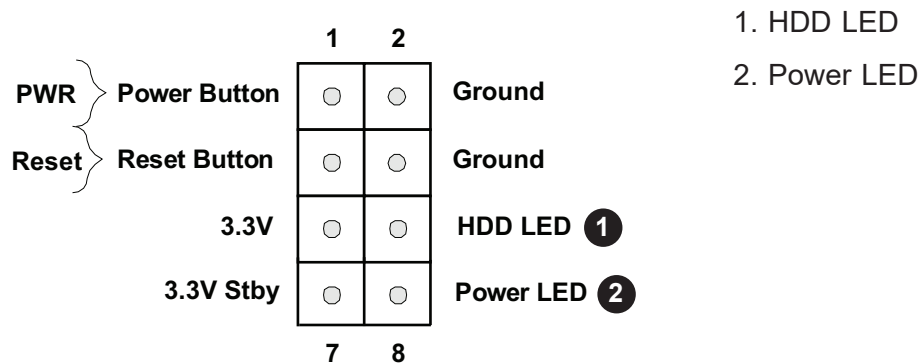 1 2
PWR Power Button Ground
Reset Reset Button Ground
3.3V HDD LED 1
3.3V Stby Power LED 2
7 8
1. HDD LED
2. Power LED